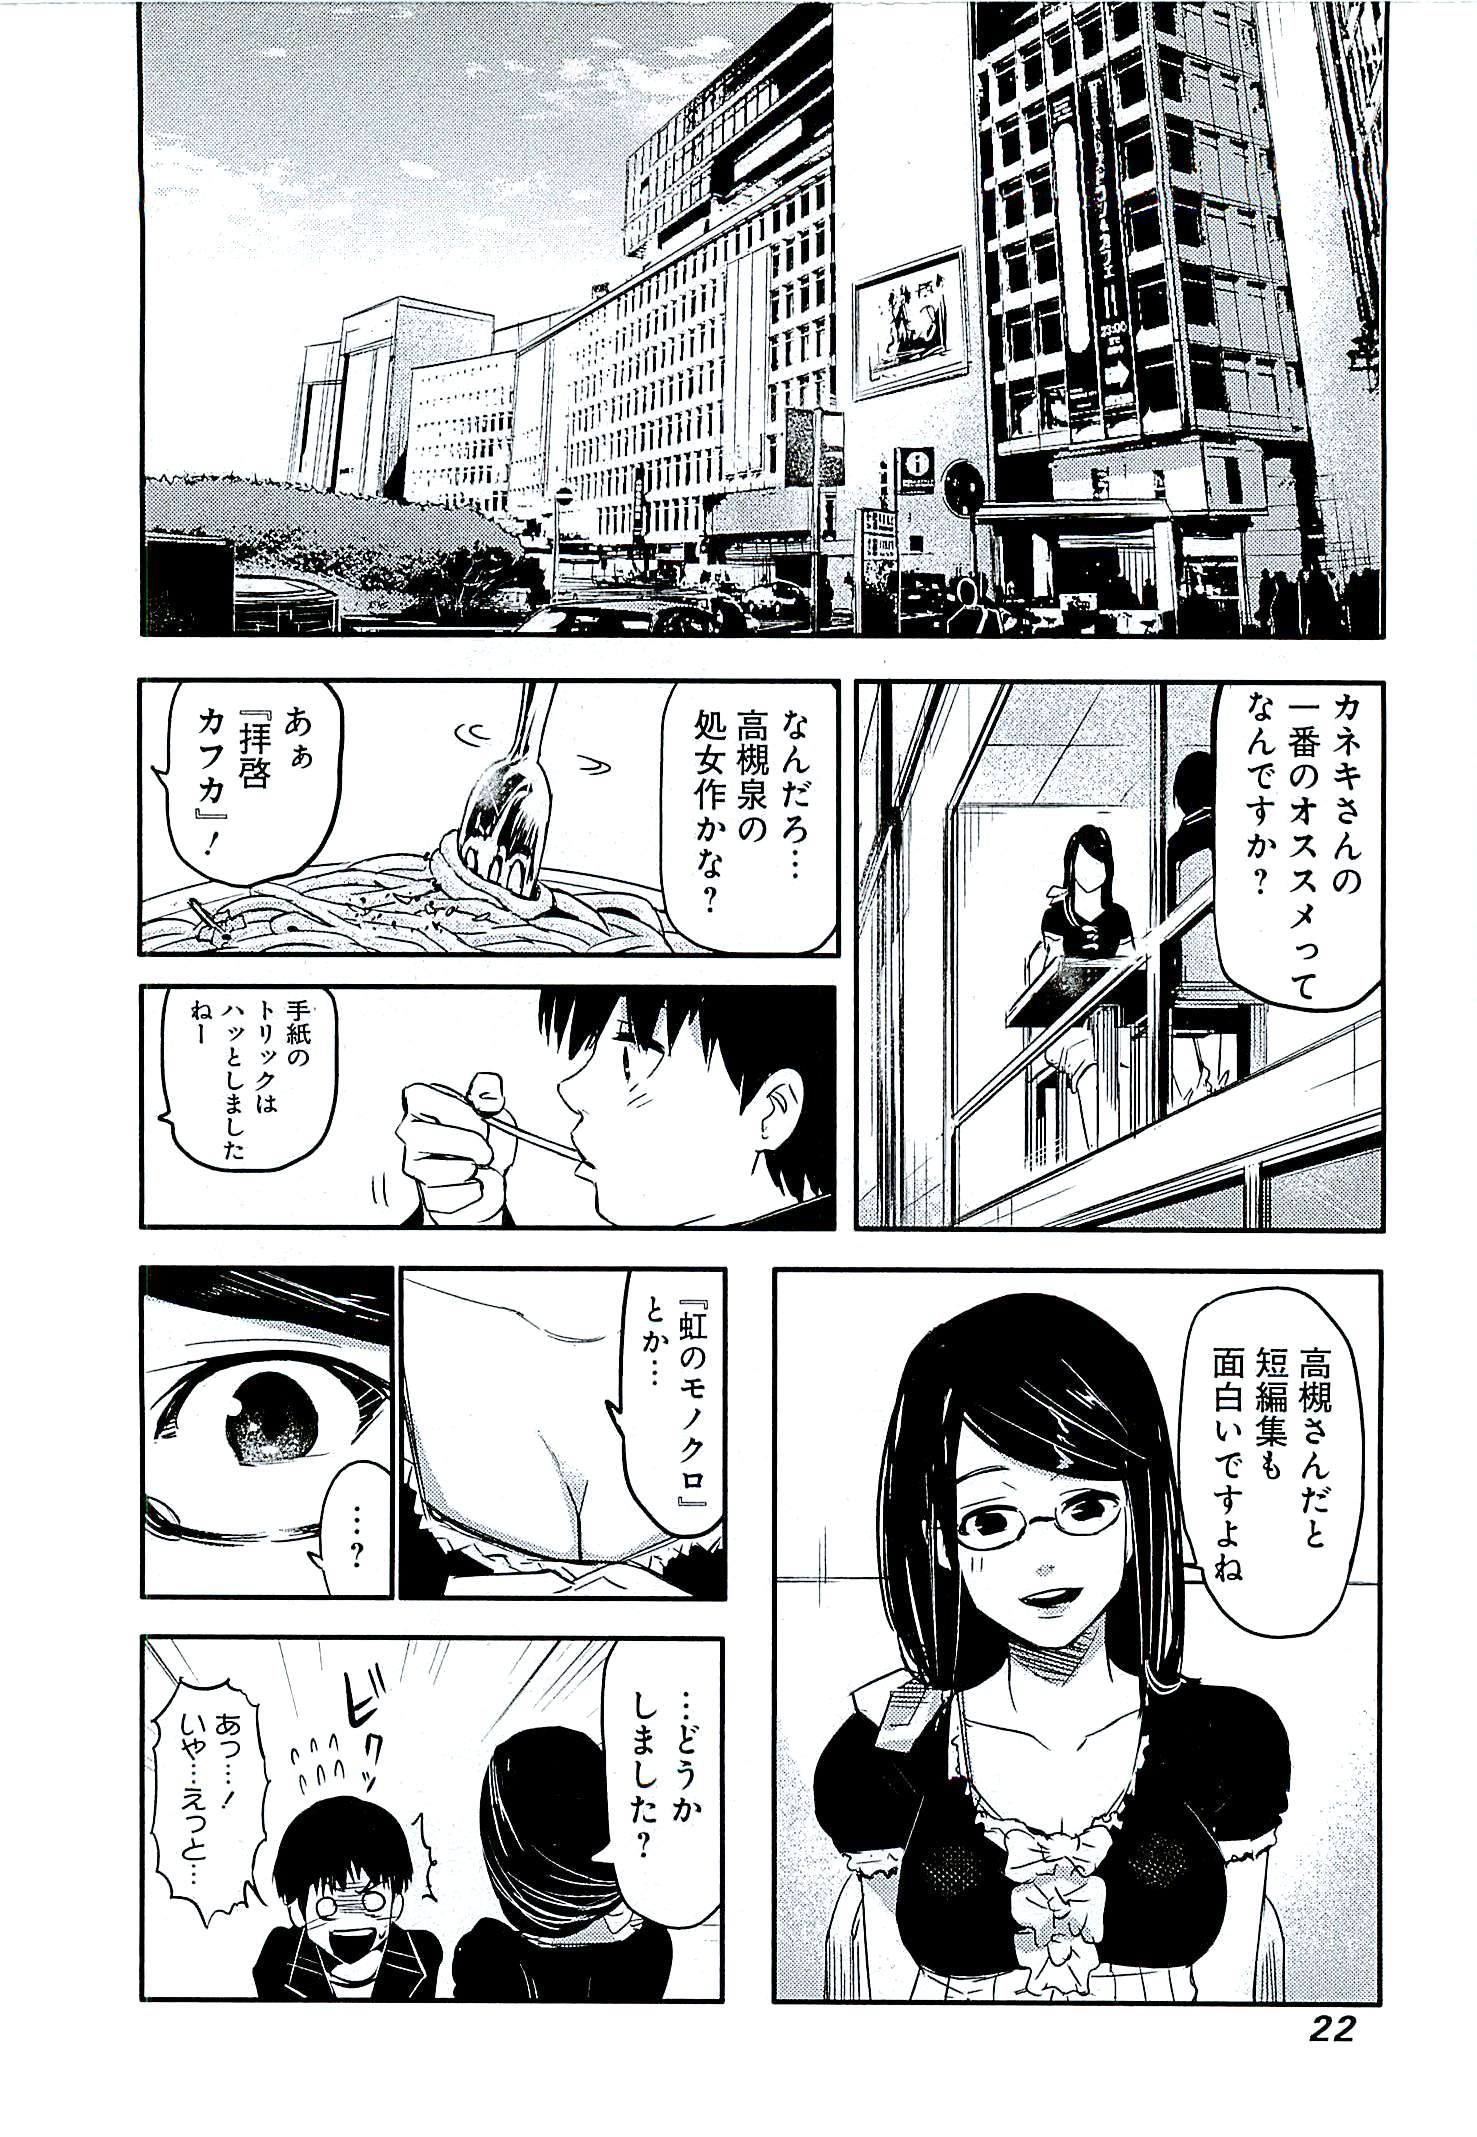 カフェ
23:00
i
カネキさんの
一番のオススメって
なんですか?
なんだろ…
高槻泉の
処女作かな?
あぁ
『拝啓
カフカ』!
手紙の
トリックは
ハッとしました
ねー
高槻さんだと
短編集も
面白いですよね
『虹のモノクロ』
とか…
…?
…どうか
しました?
ビクッ
あっ…!
いや…えっと…
22